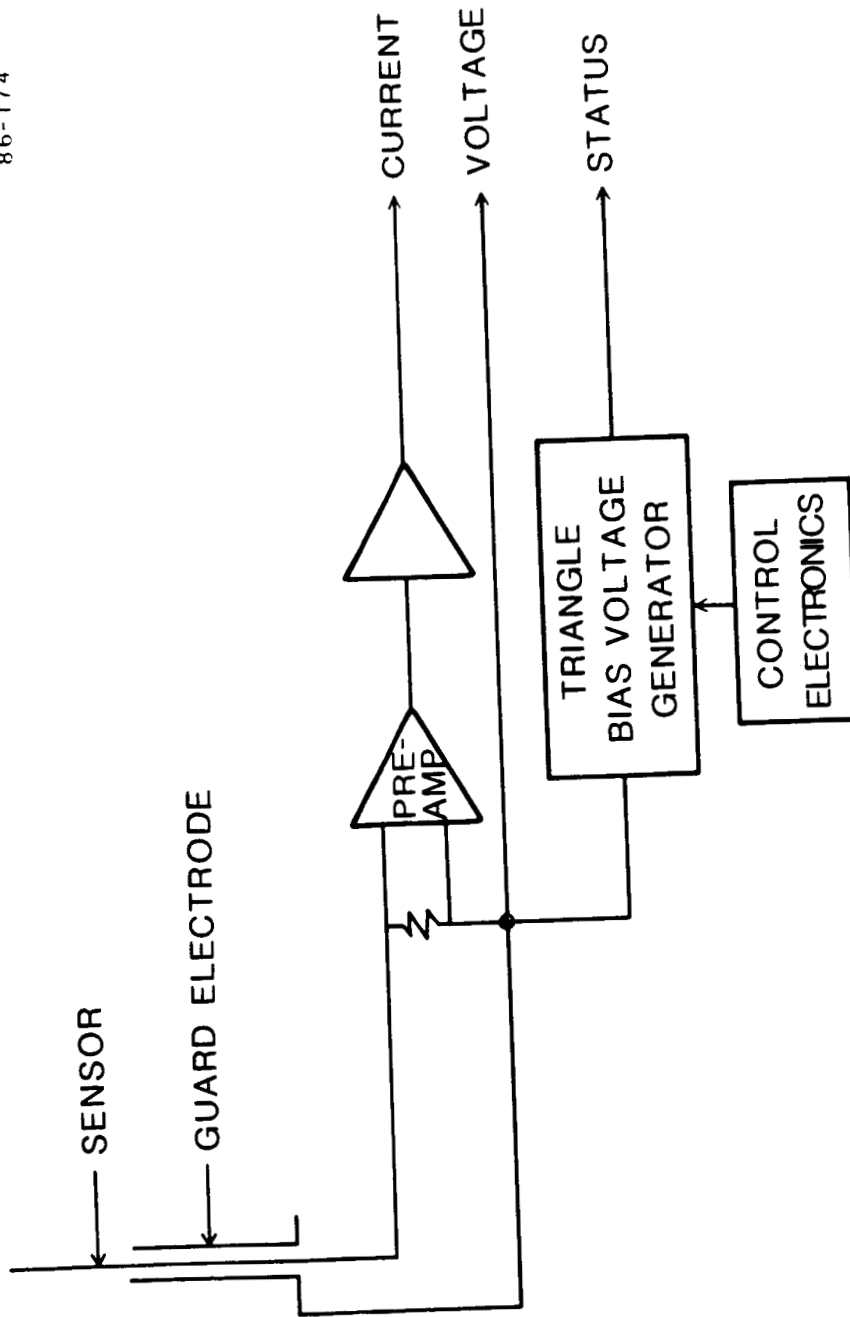 86-174
SENSOR
GUARD ELECTRODE
PRE-
AMP
CURRENT
VOLTAGE
TRIANGLE
BIAS VOLTAGE
GENERATOR
STATUS
CONTROL
ELECTRONICS